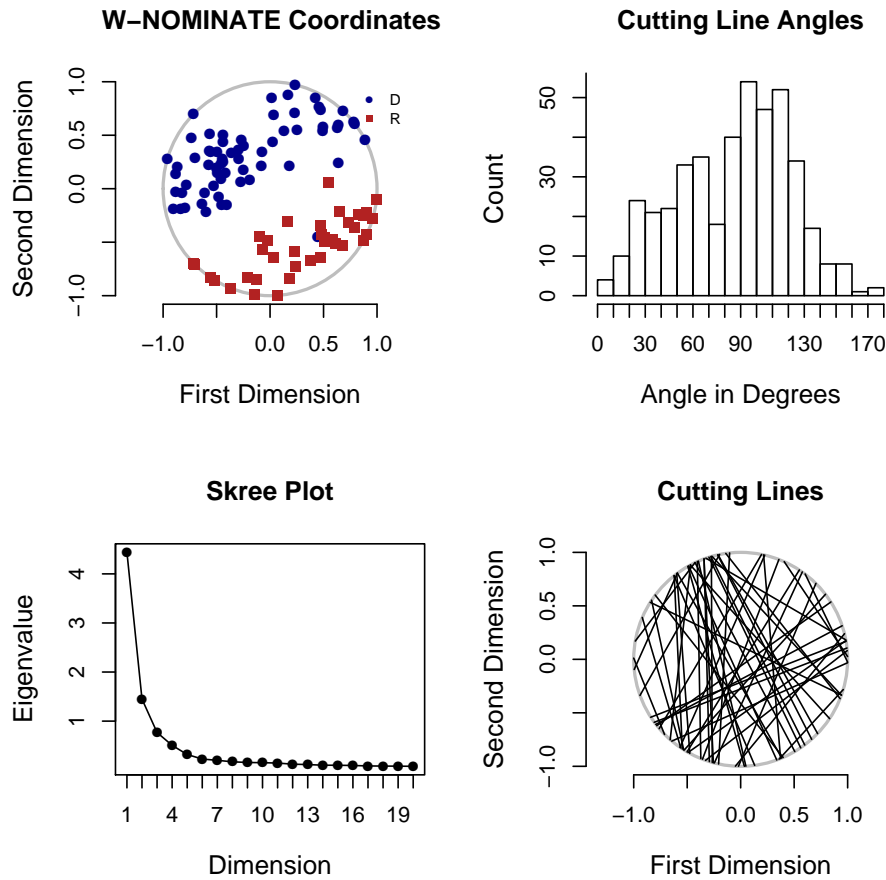 W−NOMINATE Coordinates
Second Dimension
1.0
0.5
0.0
−1.0
D
R
−1.0
0.0
0.5
1.0
First Dimension
Cutting Line Angles
Count
50
30
10
0
0
30
60
90
130
170
Angle in Degrees
Skree Plot
Eigenvalue
4
3
2
1
1
4
7
10
13
16
19
Dimension
Cutting Lines
Second Dimension
1.0
0.5
0.0
−1.0
−1.0
0.0
0.5
1.0
First Dimension